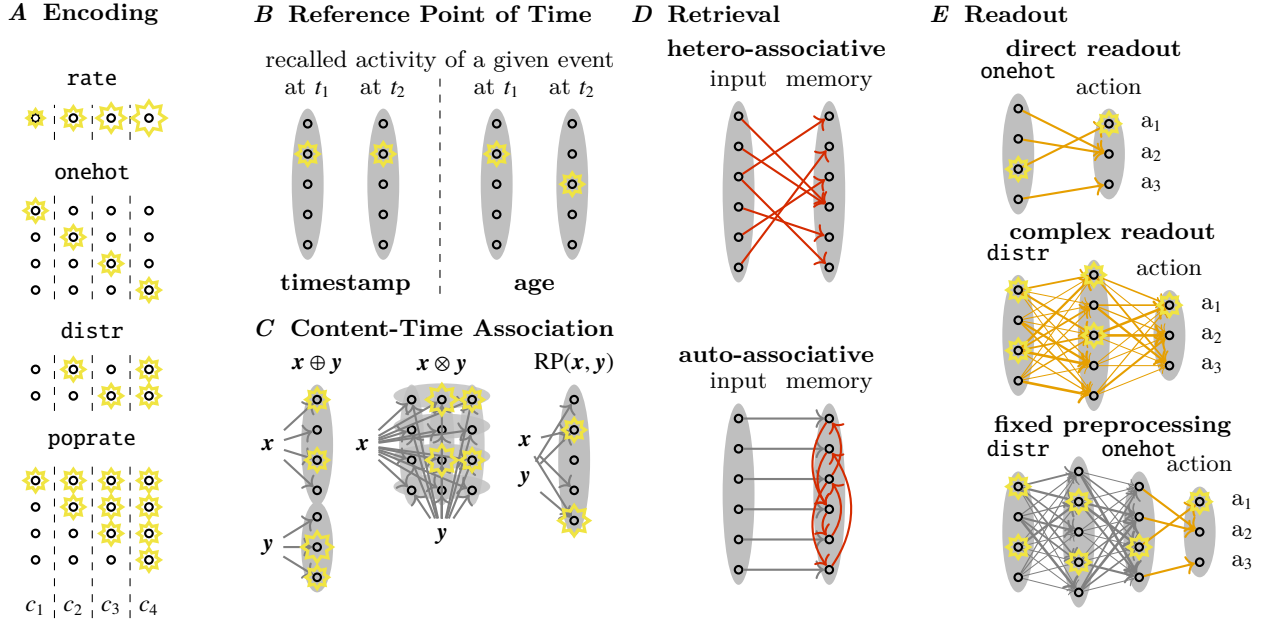 A Encoding
rate
onehot
distr
poprate
c1 c2 c3 c4
B Reference Point of Time
recalled activity of a given event
at t1 at t2 at t1 at t2
timestamp age
C Content-Time Association
x ⊕ y x ⊗ y RP(x, y)
x
y
x
y
x
y
D Retrieval
hetero-associative
input memory
auto-associative
input memory
E Readout
direct readout
onehot
action
a1
a2
a3
complex readout
distr
action
a1
a2
a3
fixed preprocessing
distr onehot
action
a1
a2
a3